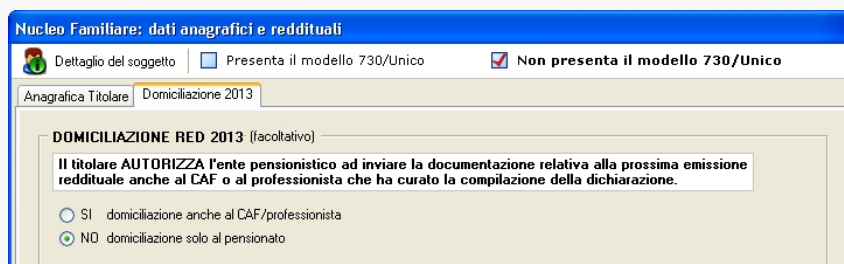 Nucleo Familiare: dati anagrafici e reddituali
Dettaglio del soggetto Presenta il modello 730/Unico Non presenta il modello 730/Unico
Anagrafica Titolare Domiciliazione 2013
DOMICILIAZIONE RED 2013 (facoltativo)
Il titolare AUTORIZZA l'ente pensionistico ad inviare la documentazione relativa alla prossima emissione
reddituale anche al CAF o al professionista che ha curato la compilazione della dichiarazione.
SI domiciliazione anche al CAF/professionista
NO domiciliazione solo al pensionato